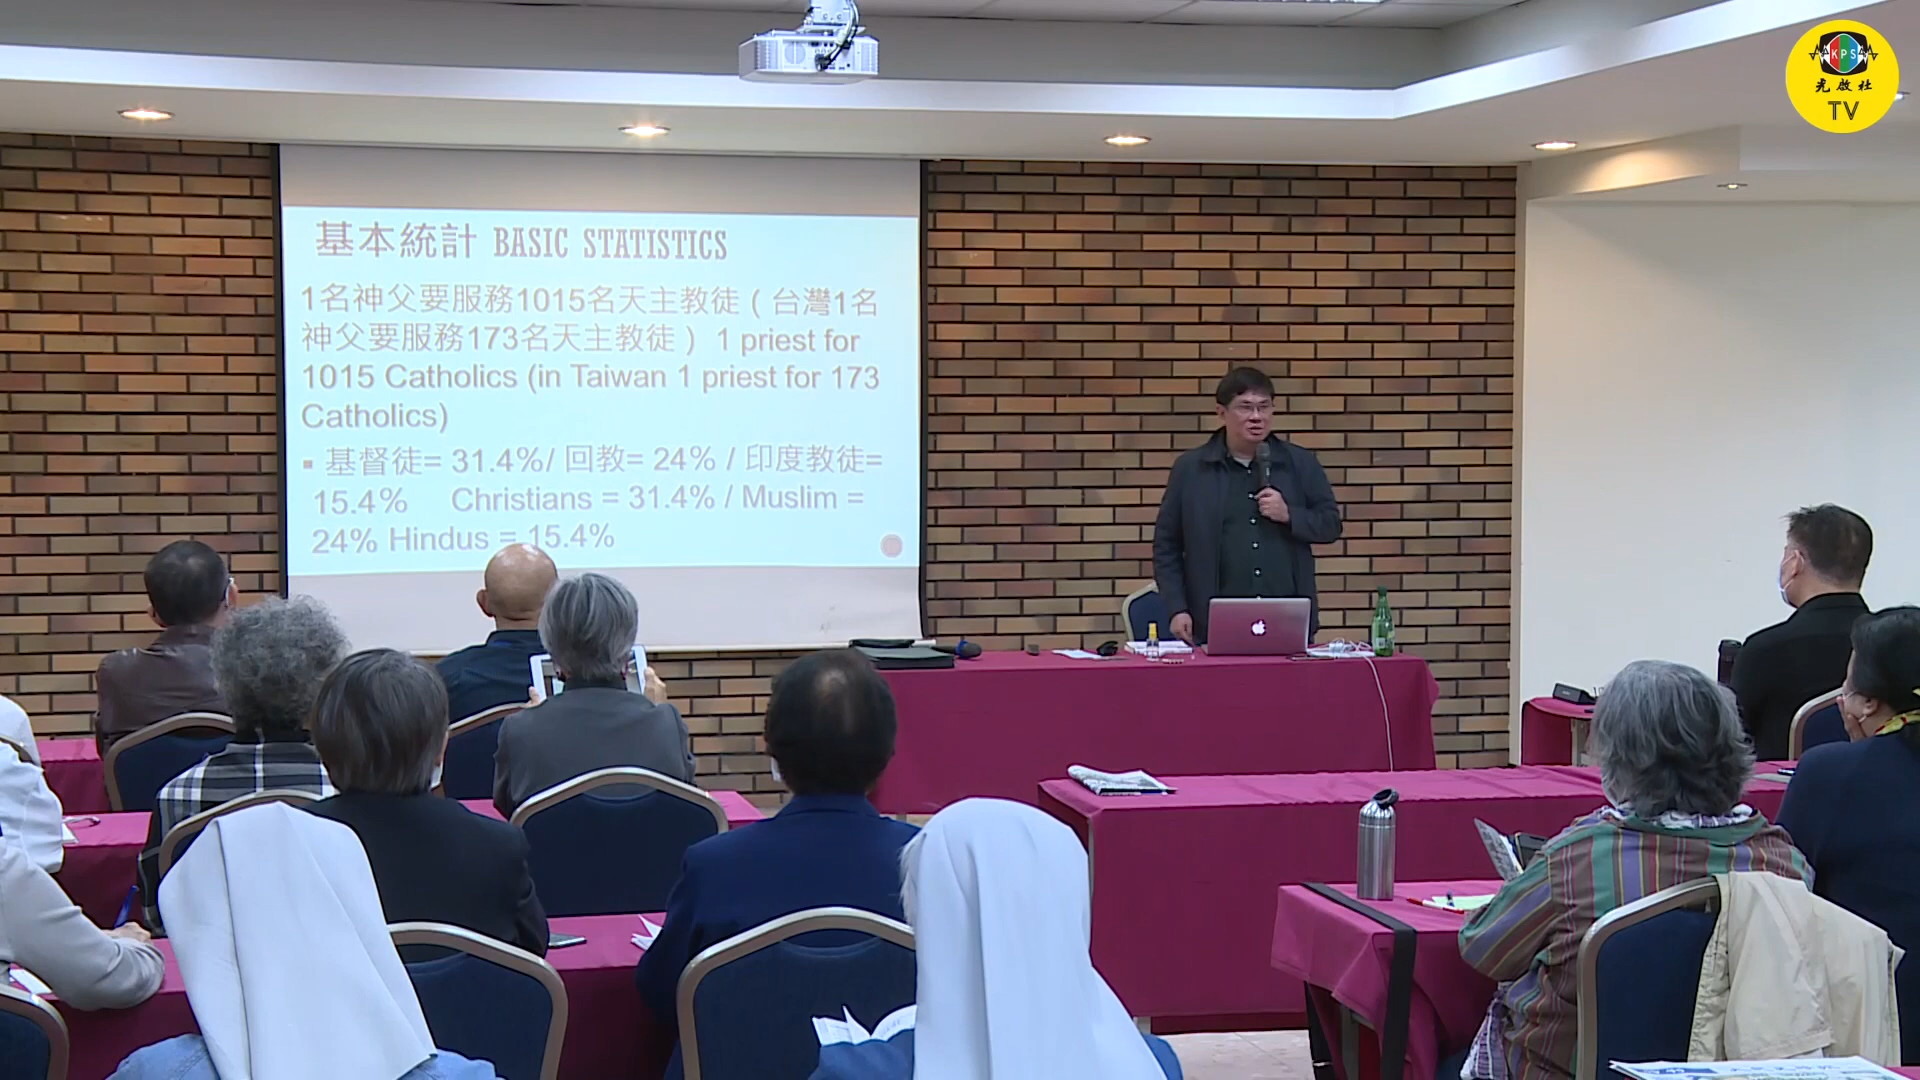 KPS
光啟社
TV
基本統計 BASIC STATISTICS
1名神父要服務1015名天主教徒（台灣1名
神父要服務173名天主教徒） 1 priest for
1015 Catholics (in Taiwan 1 priest for 173
Catholics)
▪ 基督徒= 31.4%/ 回教= 24% / 印度教徒=
15.4% Christians = 31.4% / Muslim =
24% Hindus = 15.4%